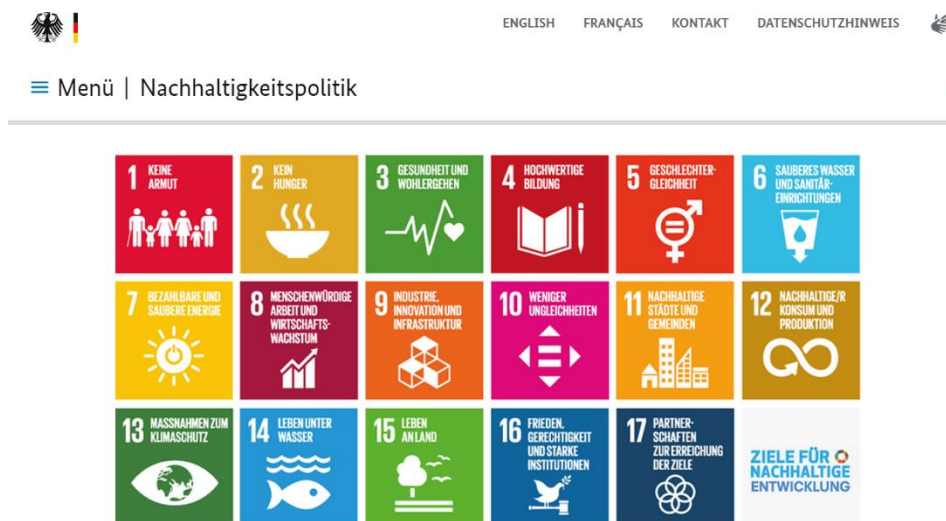 ENGLISH FRANÇAIS KONTAKT DATENSCHUTZHINWEIS
Menü | Nachhaltigkeitspolitik
1 KEINE
ARMUT
2 KEIN
HUNGER
3 GESUNDHEIT UND
WOHLERGEHEN
4 HOCHWERTIGE
BILDUNG
5 GESCHLECHTER-
GLEICHHEIT
6 SAUBERES WASSER
UND SANITÄR-
EINRICHTUNGEN
7 BEZAHLBARE UND
SAUBERE ENERGIE
8 MENSCHENWÜRDIGE
ARBEIT UND
WIRTSCHAFTS-
WACHSTUM
9 INDUSTRIE,
INNOVATION UND
INFRASTRUKTUR
10 WENIGER
UNGLEICHHEITEN
11 NACHHALTIGE
STÄDTE UND
GEMEINDEN
12 NACHHALTIGE/R
KONSUM UND
PRODUKTION
13 MASSNAHMEN ZUM
KLIMASCHUTZ
14 LEBEN UNTER
WASSER
15 LEBEN
AN LAND
16 FRIEDEN,
GERECHTIGKEIT
UND STARKE
INSTITUTIONEN
17 PARTNER-
SCHAFTEN
ZUR ERREICHUNG
DER ZIELE
ZIELE FÜR
NACHHALTIGE
ENTWICKLUNG